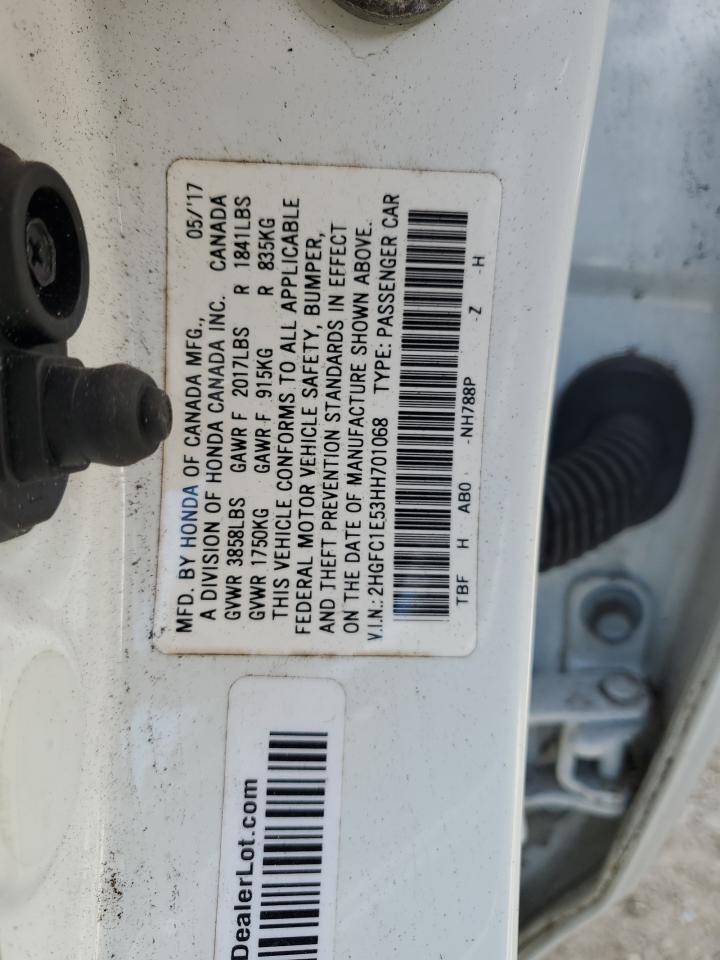 MFD. BY HONDA OF CANADA MFG., 05/'17
A DIVISION OF HONDA CANADA INC. CANADA
GVWR 3858LBS GAWR F 2017LBS R 1841LBS
GVWR 1750KG GAWR F 915KG R 835KG
THIS VEHICLE CONFORMS TO ALL APPLICABLE
FEDERAL MOTOR VEHICLE SAFETY, BUMPER,
AND THEFT PREVENTION STANDARDS IN EFFECT
ON THE DATE OF MANUFACTURE SHOWN ABOVE.
V.I.N.: 2HGFC1E53HH701068 TYPE: PASSENGER CAR
TBF H AB0 -NH788P -Z -H
DealerLot.com